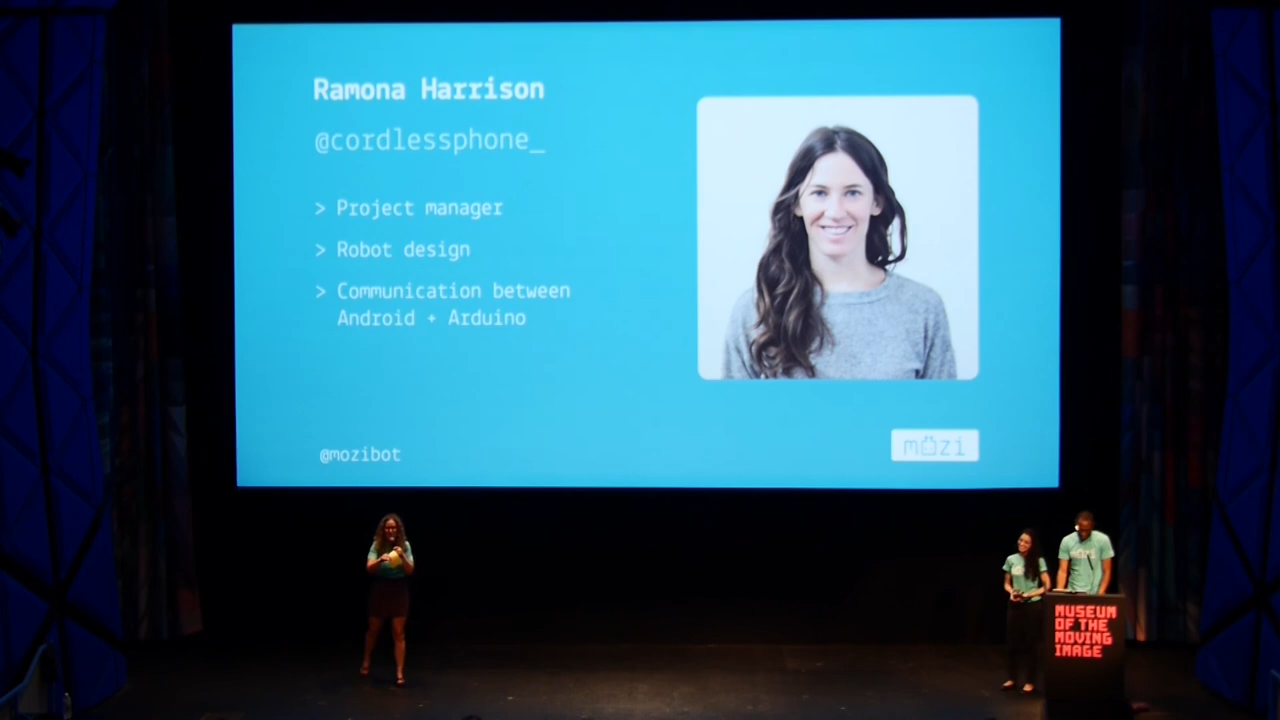 Ramona Harrison
@cordlessphone_
> Project manager
> Robot design
> Communication between
Android + Arduino
@mozibot
mozi
MUSEUM
OF THE
MOVING
IMAGE